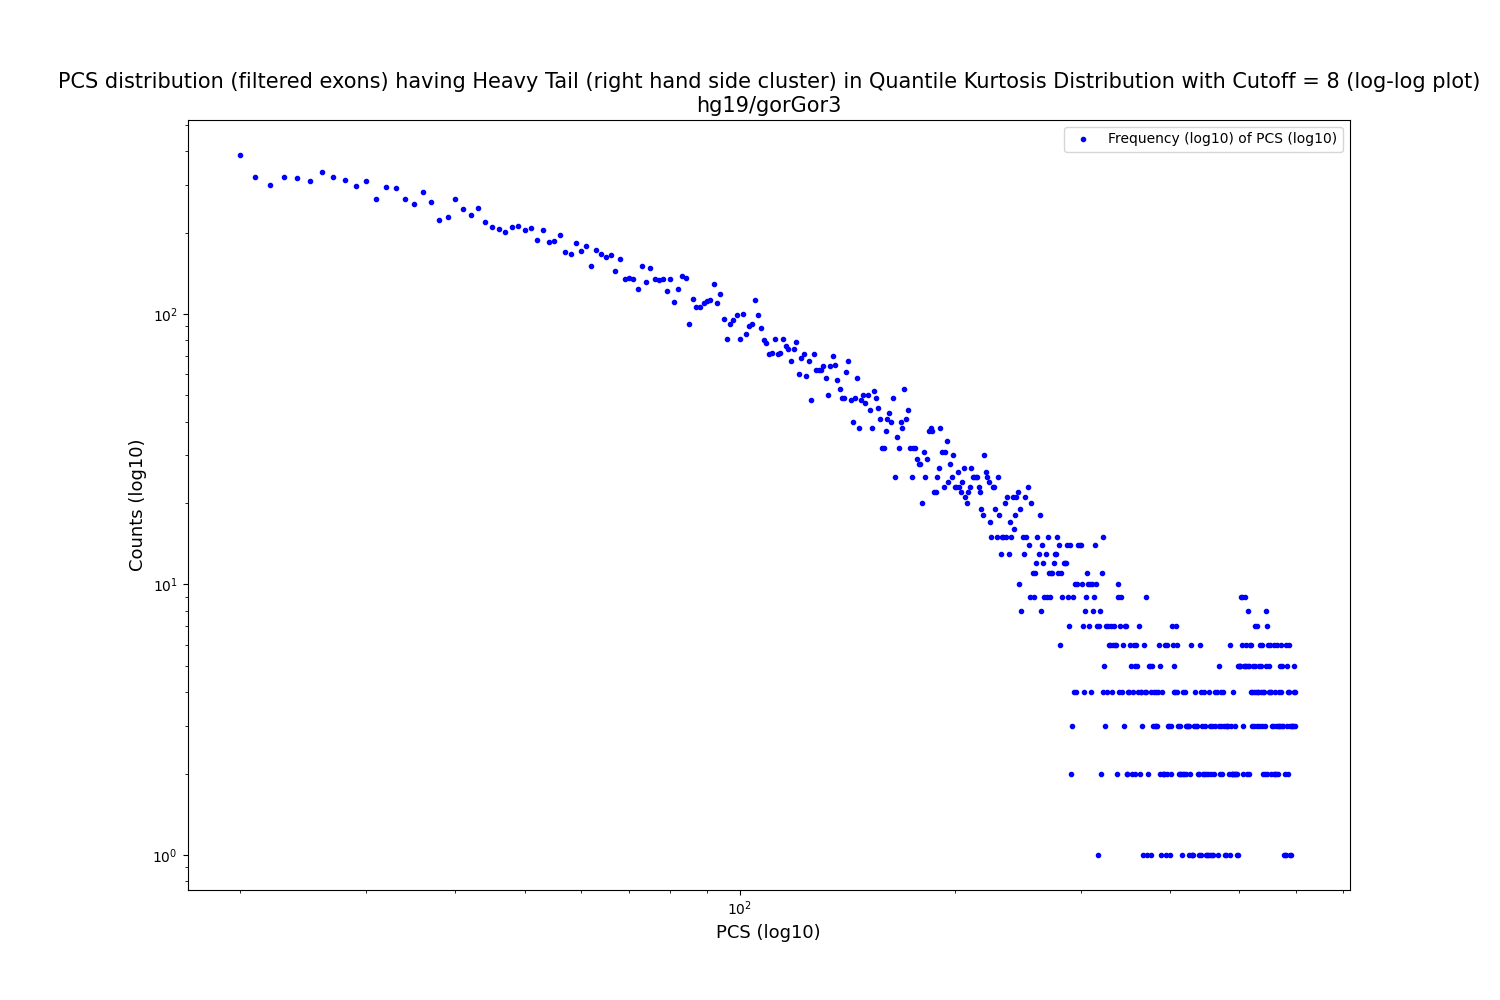 PCS distribution (filtered exons) having Heavy Tail (right hand side cluster) in Quantile Kurtosis Distribution with Cutoff = 8 (log-log plot)
hg19/gorGor3
Frequency (log10) of PCS (log10)
Counts (log10)
10²
10¹
10⁰
10²
PCS (log10)